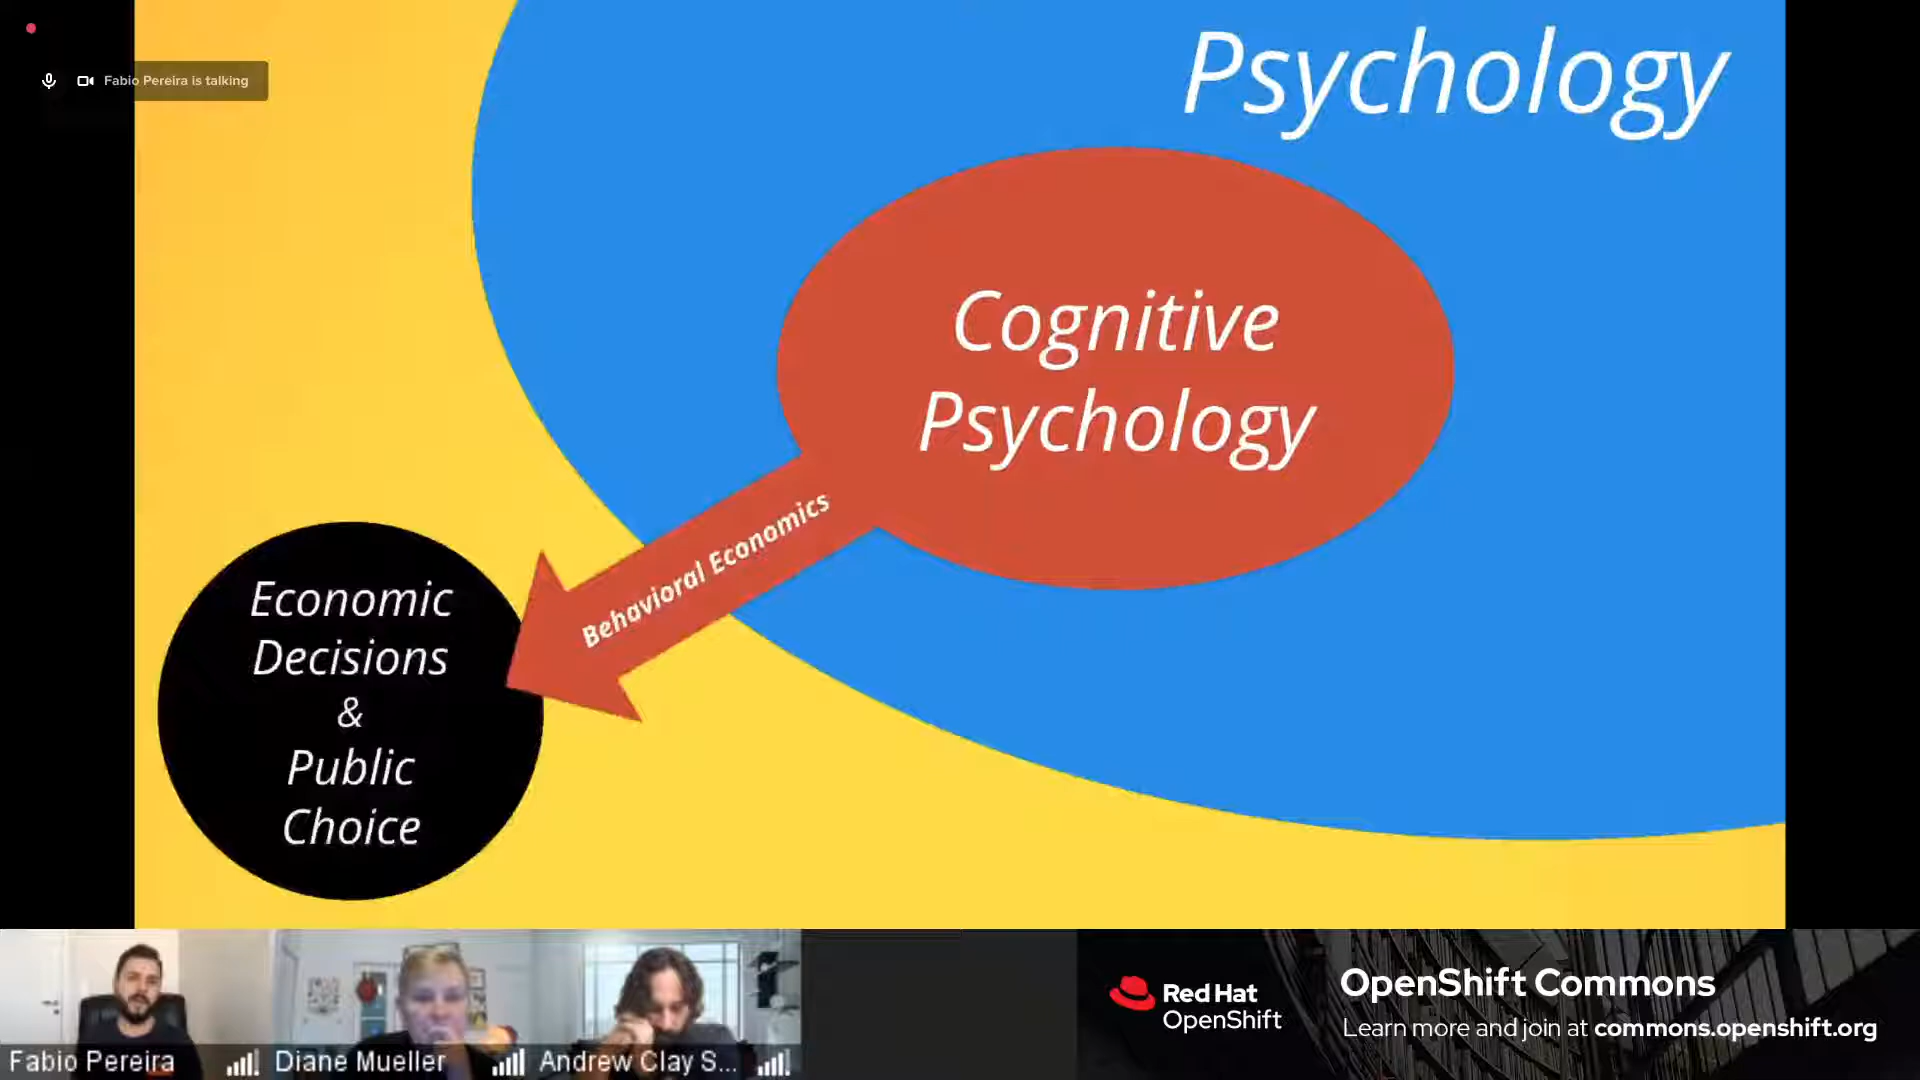 Fabio Pereira is talking
Psychology
Cognitive
Psychology
Behavioral Economics
Economic
Decisions
&
Public
Choice
Fabio Pereira
Diane Mueller
Andrew Clay S...
Red Hat
OpenShift
OpenShift Commons
Learn more and join at commons.openshift.org